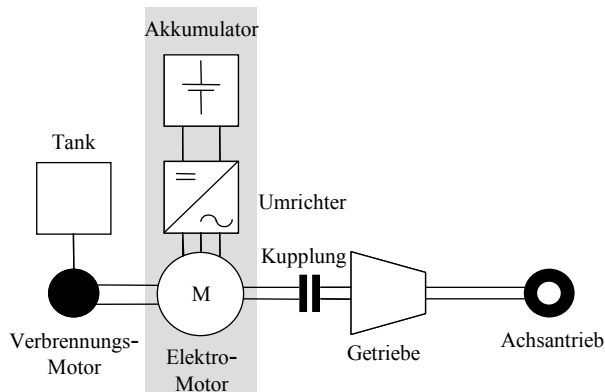 Akkumulator
Tank
Umrichter
Kupplung
M
Verbrennungs-
Motor
Elektro-
Motor
Getriebe
Achsantrieb